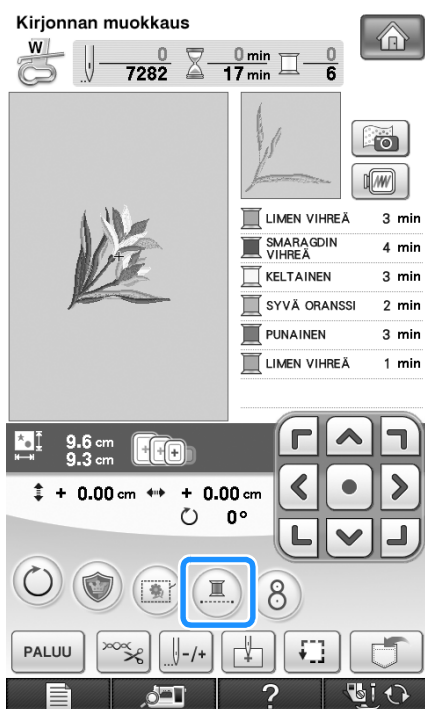 Kirjonnan muokkaus
W
0 0 min 0
7282 17 min 6
LIMEN VIHREÄ 3 min
SMARAGDIN
VIHREÄ 4 min
KELTAINEN 3 min
SYVÄ ORANSSI 2 min
PUNAINEN 3 min
LIMEN VIHREÄ 1 min
9.6 cm
9.3 cm
+ 0.00 cm + 0.00 cm
0°
8
PALUU -/+
?